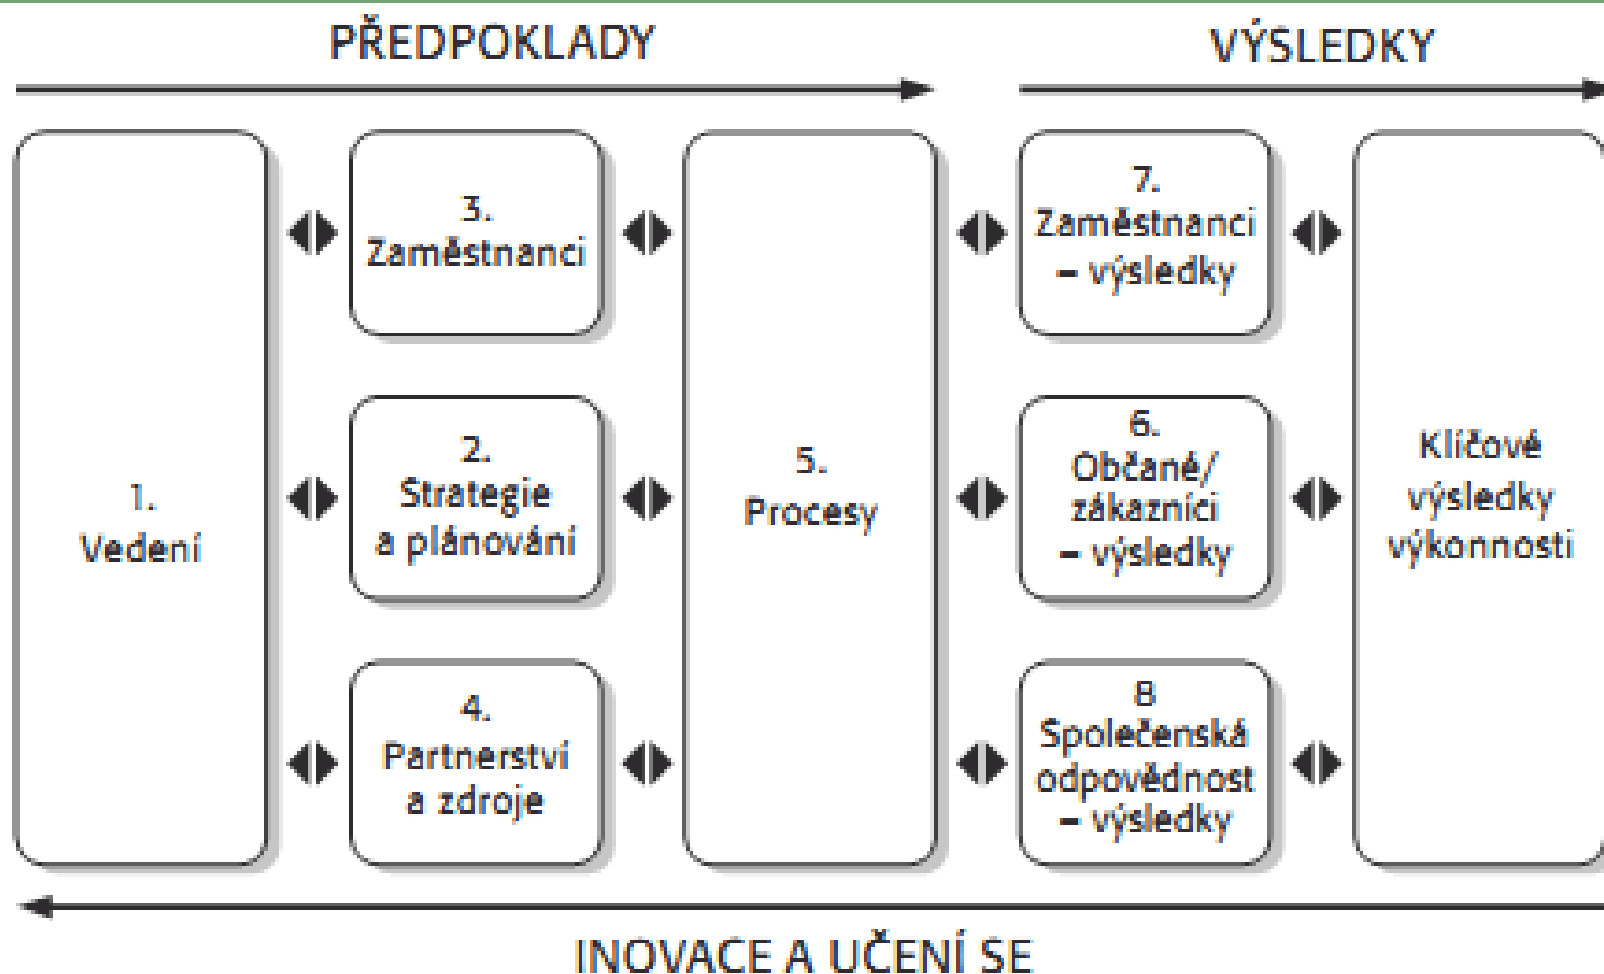 PŘEDPOKLADY
VÝSLEDKY
1.
Vedení
3.
Zaměstnanci
2.
Strategie
a plánování
4.
Partnerství
a zdroje
5.
Procesy
7.
Zaměstnanci
– výsledky
6.
Občané/
zákazníci
– výsledky
8
Společenská
odpovědnost
– výsledky
Klíčové
výsledky
výkonnosti
INOVACE A UČENÍ SE